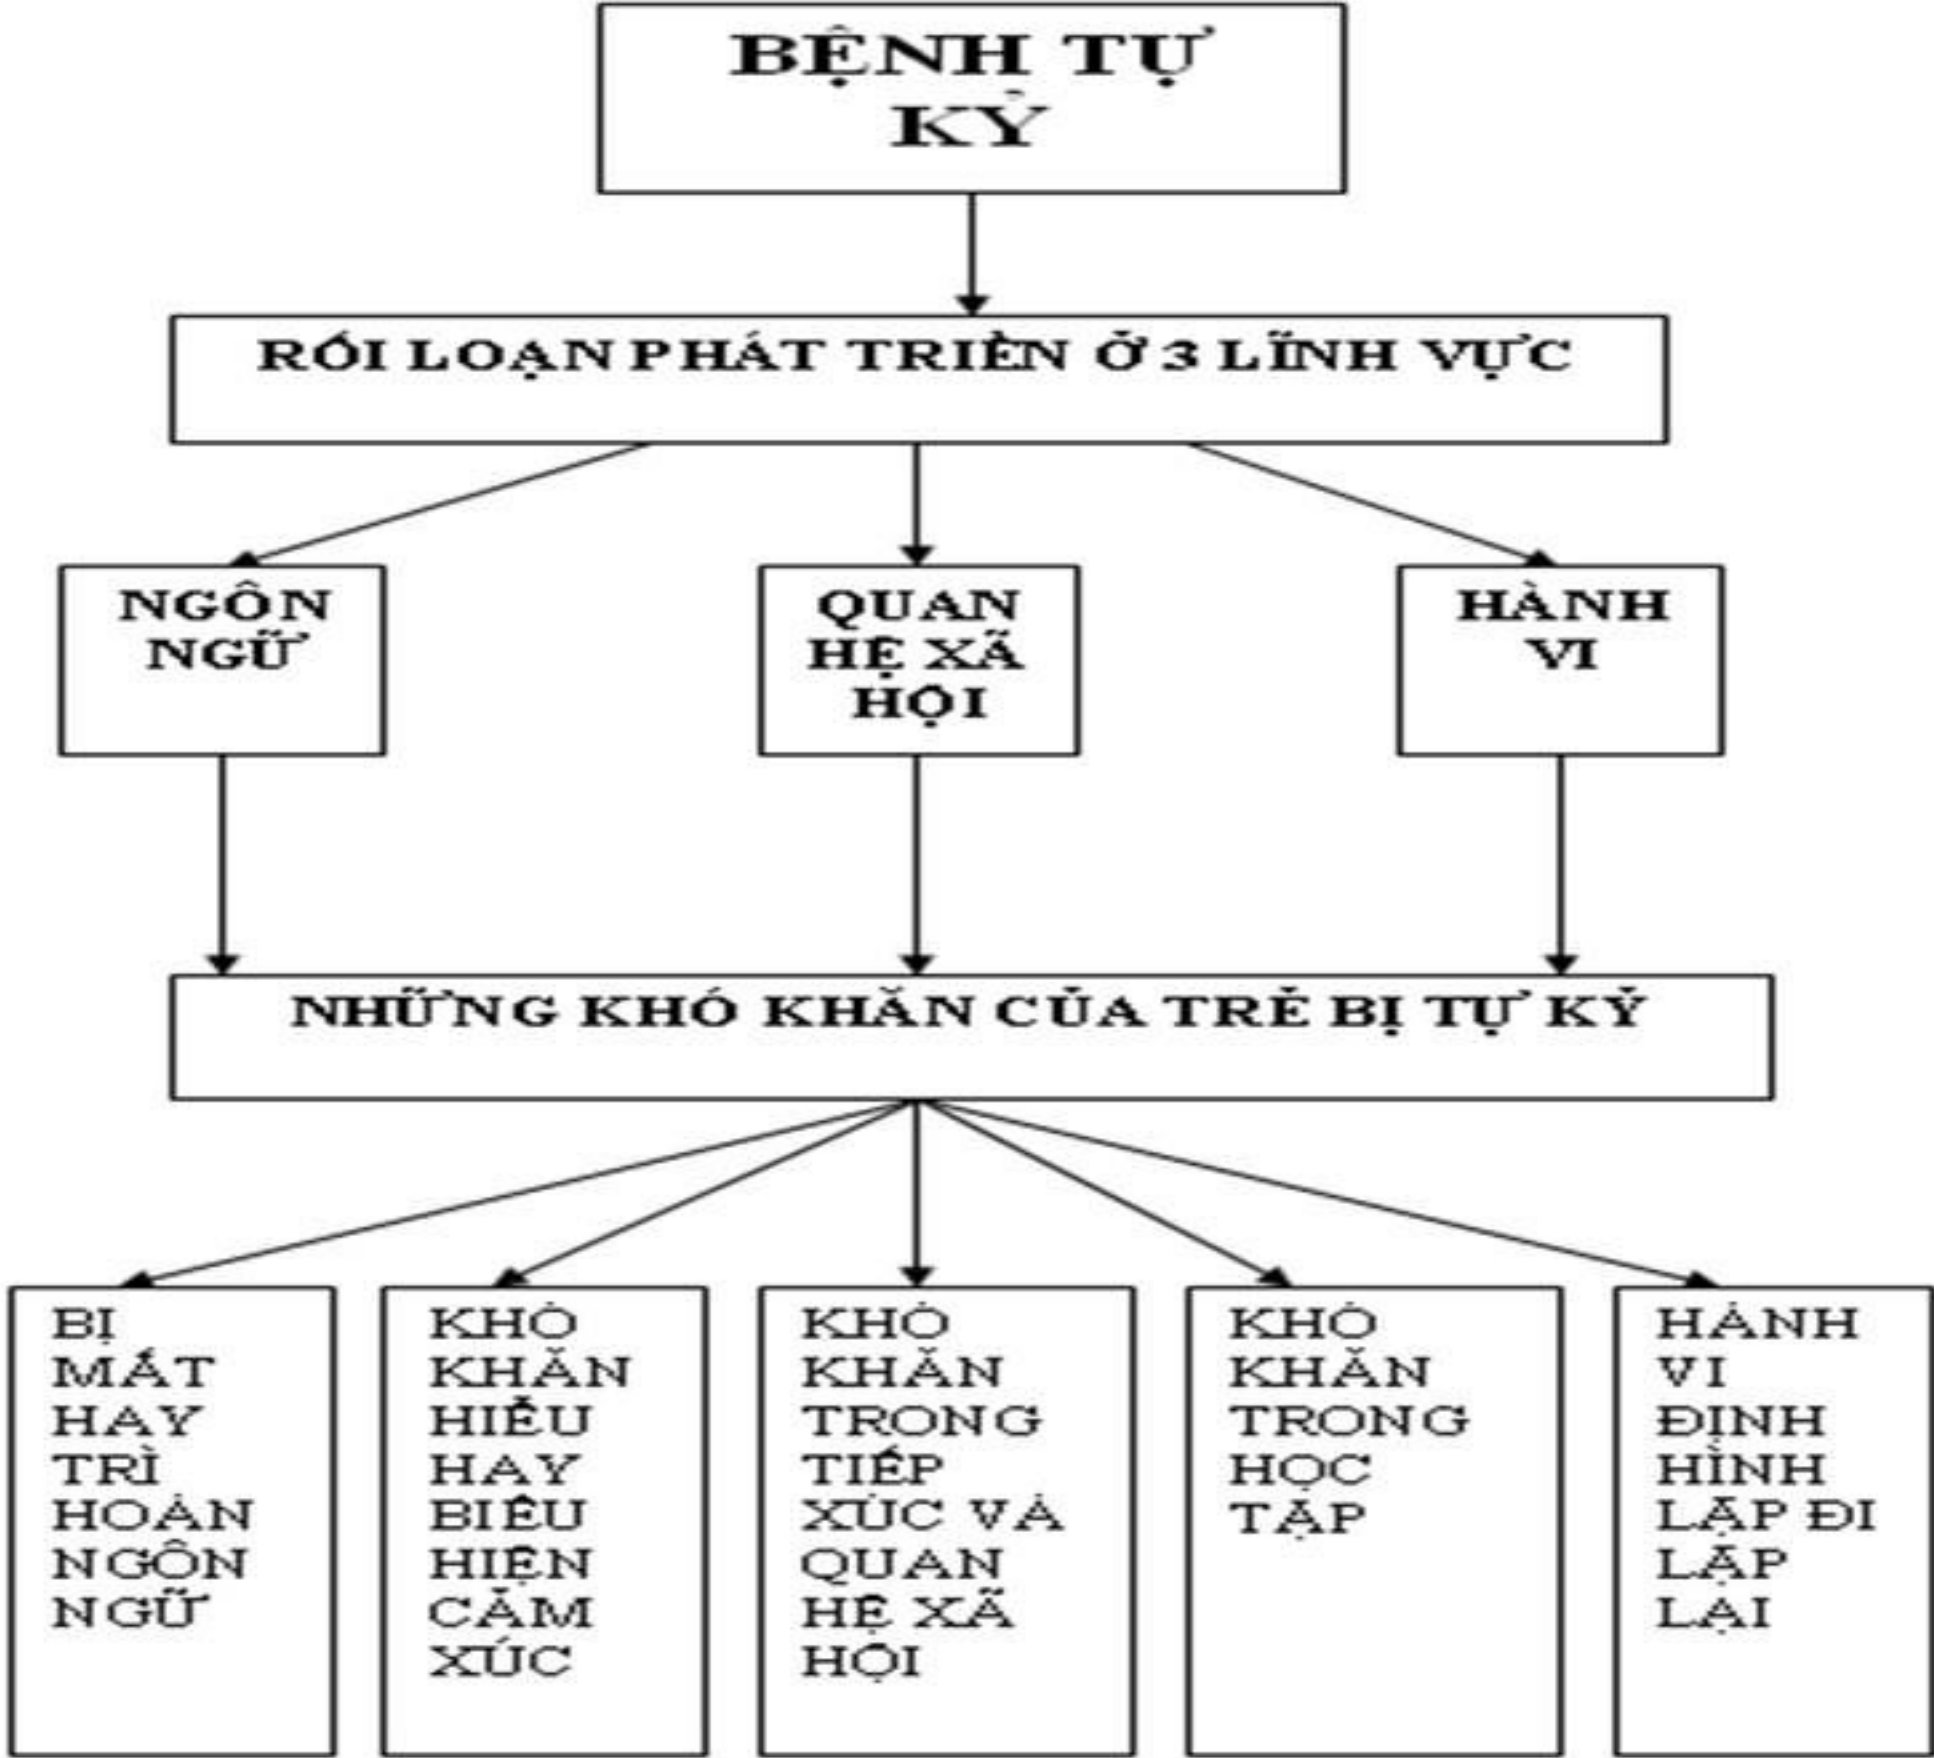 BỆNH TỰ
KỶ
RỐI LOẠN PHÁT TRIỂN Ở 3 LĨNH VỰC
NGÔN
NGỮ
QUAN
HỆ XÃ
HỘI
HÀNH
VI
NHỮNG KHÓ KHĂN CỦA TRẺ BỊ TỰ KỶ
BỊ
MẤT
HAY
TRÌ
HOÃN
NGÔN
NGỮ
KHÓ
KHĂN
HIỂU
HAY
BIỂU
HIỆN
CẢM
XÚC
KHÓ
KHĂN
TRONG
TIẾP
XÚC VÀ
QUAN
HỆ XÃ
HỘI
KHÓ
KHĂN
TRONG
HỌC
TẬP
HÀNH
VI
ĐỊNH
HÌNH
LẶP ĐI
LẶP
LẠI